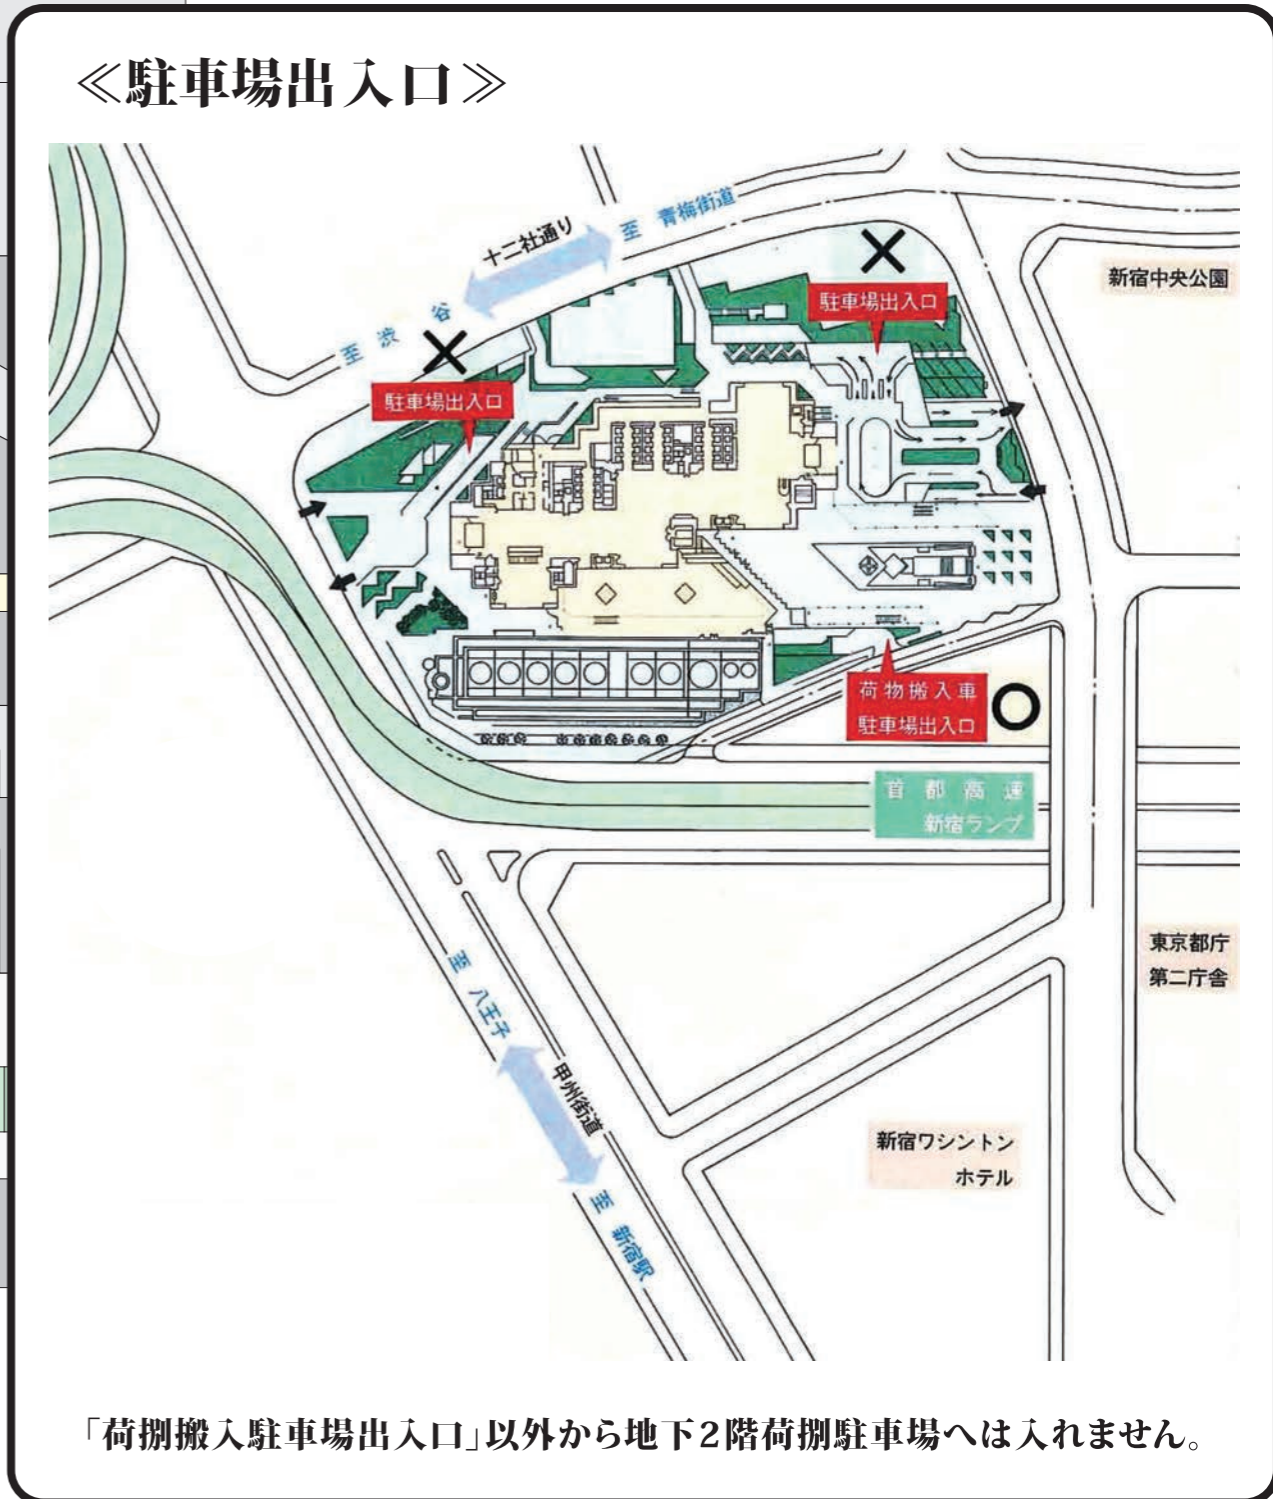 ≪駐車場出入口≫
至 青梅街道
十二社通り
至 渋 谷
新宿中央公園
駐車場出入口
駐車場出入口
荷物搬入車
駐車場出入口
首 都 高 速
新宿ランプ
東京都庁
第二庁舎
至 八王子
甲州街道
新宿ワシントン
ホテル
至 新宿駅
「荷捌搬入駐車場出入口」以外から地下2階荷捌駐車場へは入れません。